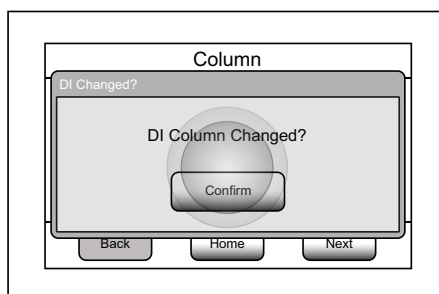 Column
DI Changed?
DI Column Changed?
Confirm
Back Home Next